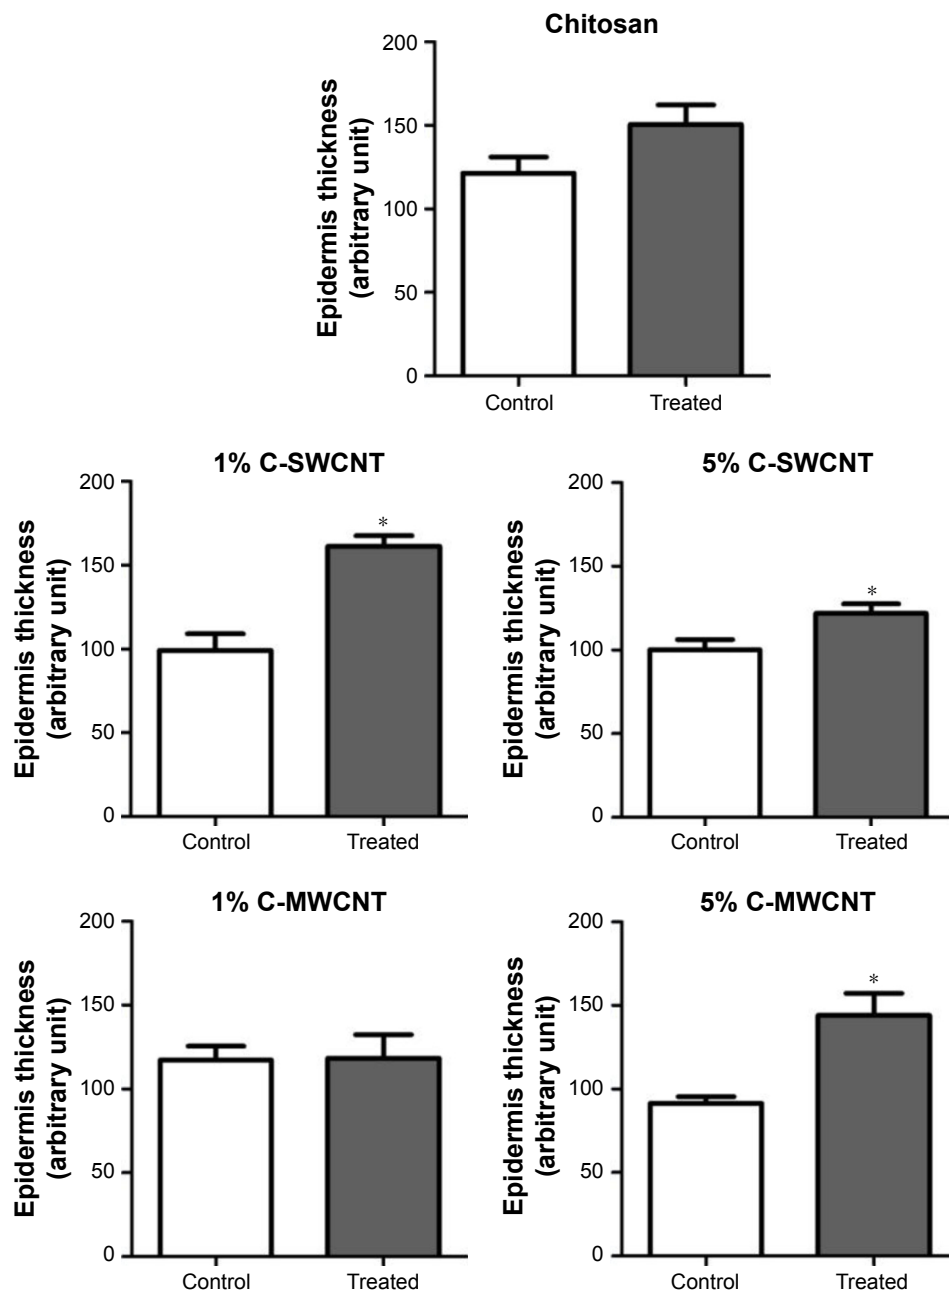 Chitosan
Epidermis thickness
(arbitrary unit)
200
150
100
50
0
Control Treated
1% C-SWCNT
Epidermis thickness
(arbitrary unit)
200
150
100
50
0
*
Control Treated
5% C-SWCNT
Epidermis thickness
(arbitrary unit)
200
150
100
50
0
*
Control Treated
1% C-MWCNT
Epidermis thickness
(arbitrary unit)
200
150
100
50
0
Control Treated
5% C-MWCNT
Epidermis thickness
(arbitrary unit)
200
150
100
50
0
*
Control Treated